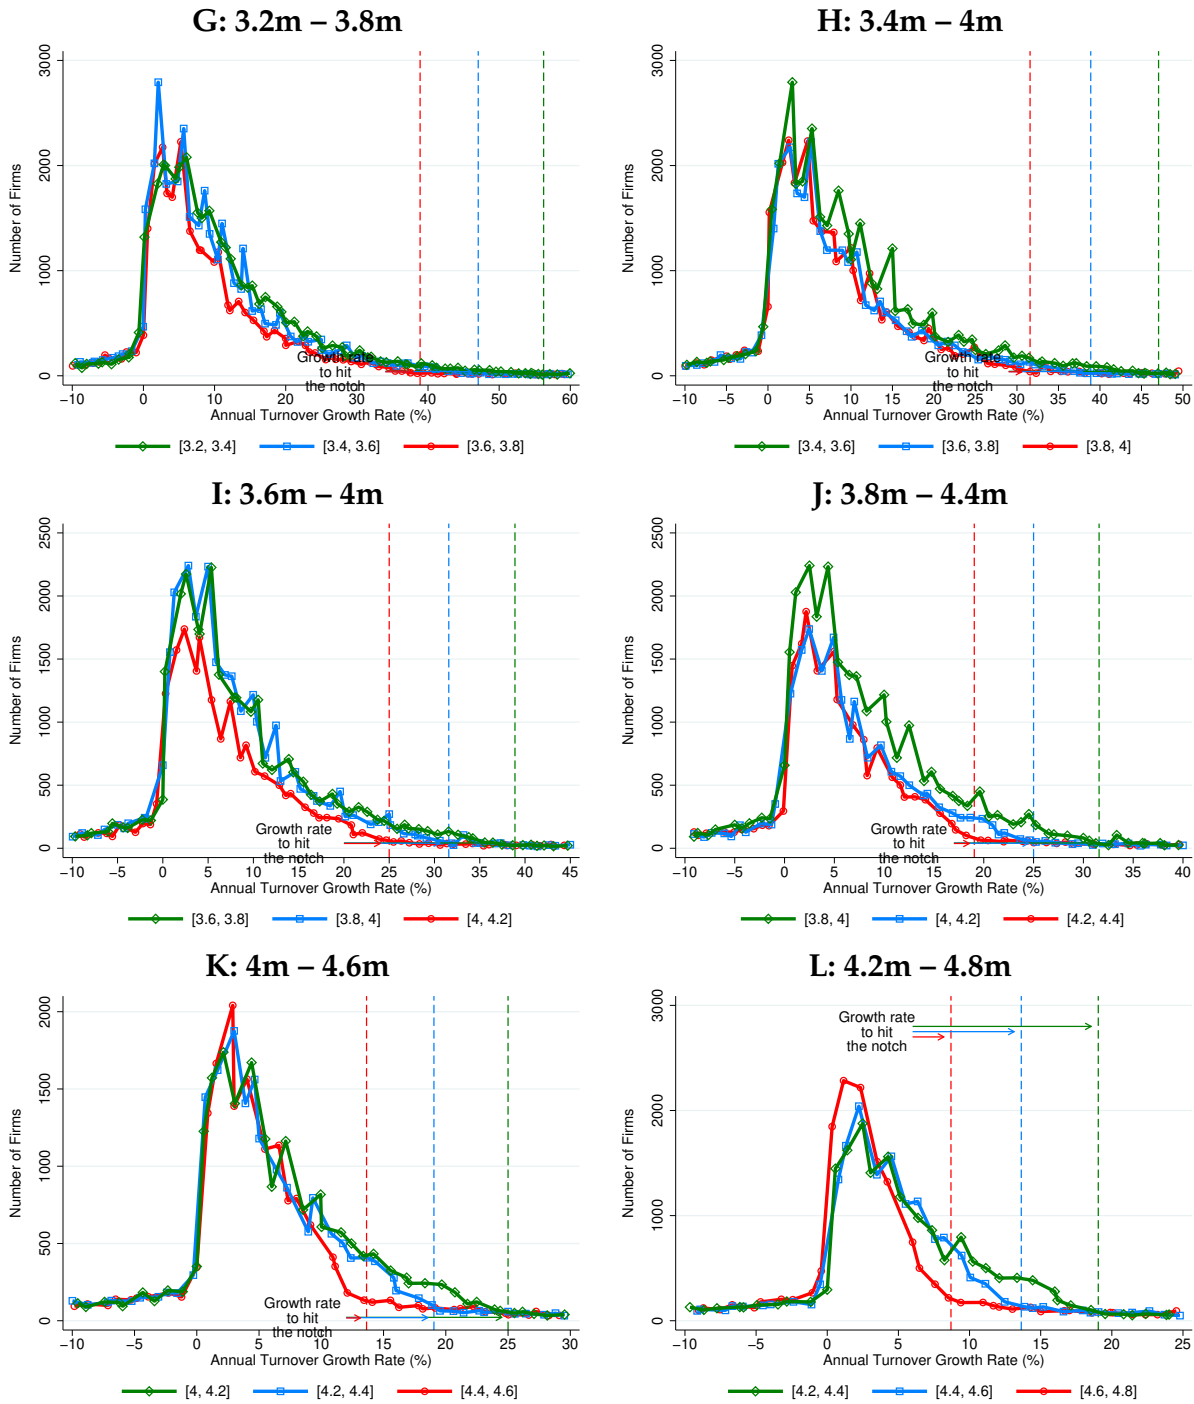 G: 3.2m – 3.8m
Number of Firms
3000
2000
1000
0
Growth rate
to hit
the notch
−10 0 10 20 30 40 50 60
Annual Turnover Growth Rate (%)
[3.2, 3.4] [3.4, 3.6] [3.6, 3.8]
H: 3.4m – 4m
Number of Firms
3000
2000
1000
0
Growth rate
to hit
the notch
−10 −5 0 5 10 15 20 25 30 35 40 45 50
Annual Turnover Growth Rate (%)
[3.4, 3.6] [3.6, 3.8] [3.8, 4]
I: 3.6m – 4m
Number of Firms
2500
2000
1500
1000
500
0
Growth rate
to hit
the notch
−10 −5 0 5 10 15 20 25 30 35 40 45
Annual Turnover Growth Rate (%)
[3.6, 3.8] [3.8, 4] [4, 4.2]
J: 3.8m – 4.4m
Number of Firms
2500
2000
1500
1000
500
0
Growth rate
to hit
the notch
−10 −5 0 5 10 15 20 25 30 35 40
Annual Turnover Growth Rate (%)
[3.8, 4] [4, 4.2] [4.2, 4.4]
K: 4m – 4.6m
Number of Firms
2000
1500
1000
500
0
Growth rate
to hit
the notch
−10 −5 0 5 10 15 20 25 30
Annual Turnover Growth Rate (%)
[4, 4.2] [4.2, 4.4] [4.4, 4.6]
L: 4.2m – 4.8m
Number of Firms
3000
2000
1000
0
Growth rate
to hit
the notch
−10 −5 0 5 10 15 20 25
Annual Turnover Growth Rate (%)
[4.2, 4.4] [4.4, 4.6] [4.6, 4.8]